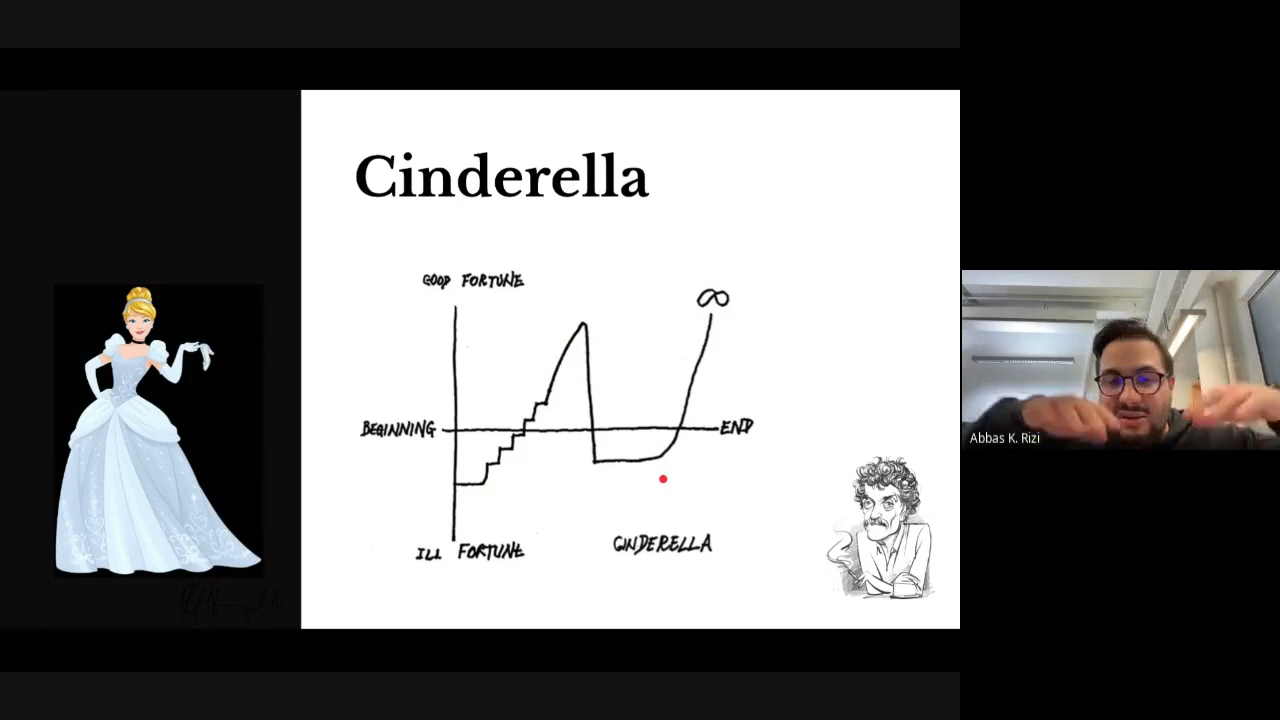 Cinderella
GOOD FORTUNE
∞
BEGINNING
END
ILL FORTUNE
CINDERELLA
Abbas K. Rizi